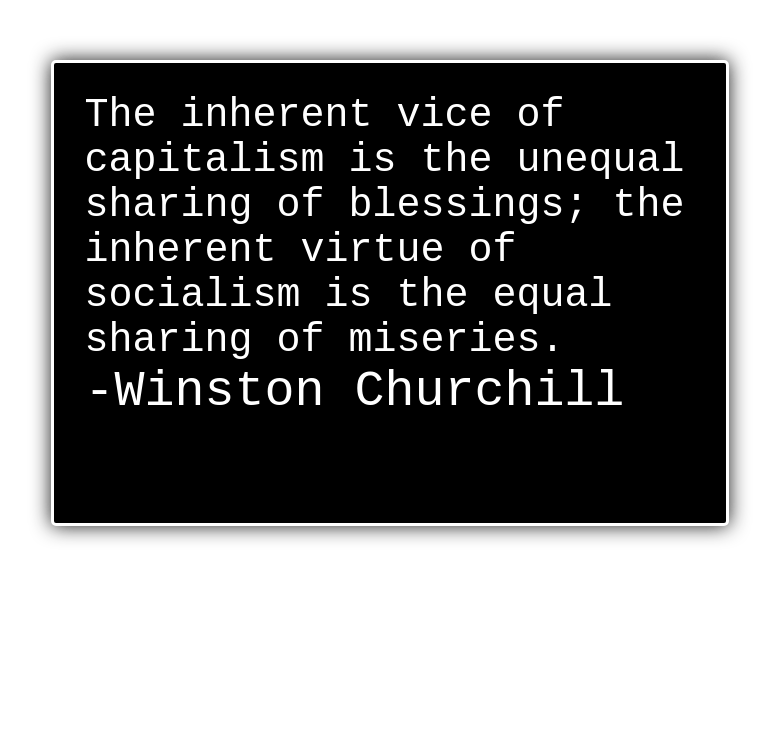 The inherent vice of
capitalism is the unequal
sharing of blessings; the
inherent virtue of
socialism is the equal
sharing of miseries.
-Winston Churchill